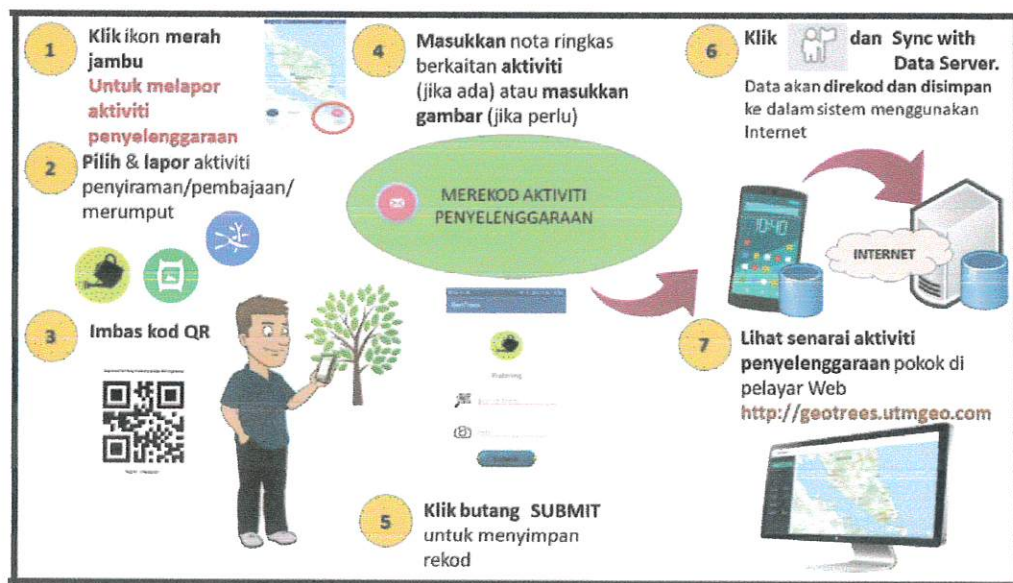 1
Klik ikon merah
jambu
Untuk melapor
aktiviti
penyelenggaraan
2
Pilih & lapor aktiviti
penyiraman/pembajaan/
merumput
3
Imbas kod QR
4
Masukkan nota ringkas
berkaitan aktiviti
(jika ada) atau masukkan
gambar (jika perlu)
MEREKOD AKTIVITI
PENYELENGGARAAN
5
Klik butang SUBMIT
untuk menyimpan
rekod
6
Klik dan Sync with
Data Server.
Data akan direkod dan disimpan
ke dalam sistem menggunakan
Internet
10:40
INTERNET
7
Lihat senarai aktiviti
penyelenggaraan pokok di
pelayar Web
http://geotrees.utmgeo.com